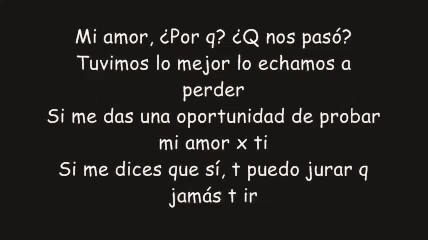 Mi amor, ¿Por q? ¿Q nos pasó?
Tuvimos lo mejor lo echamos a
perder
Si me das una oportunidad de probar
mi amor x ti
Si me dices que sí, t puedo jurar q
jamás t ir